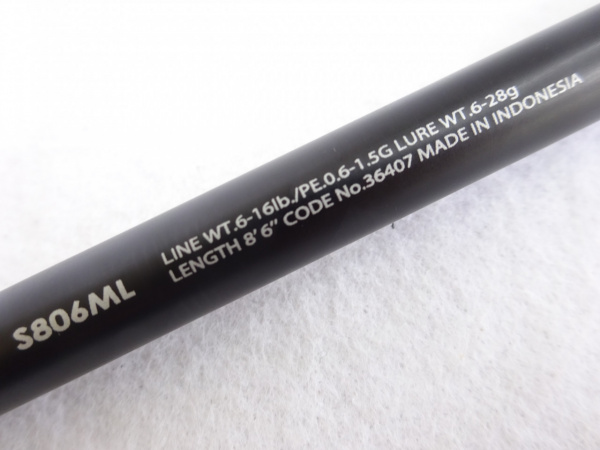 S806ML
LINE WT.6-16lb./PE.0.6-1.5G LURE WT.6-28g
LENGTH 8'6" CODE No.36407 MADE IN INDONESIA